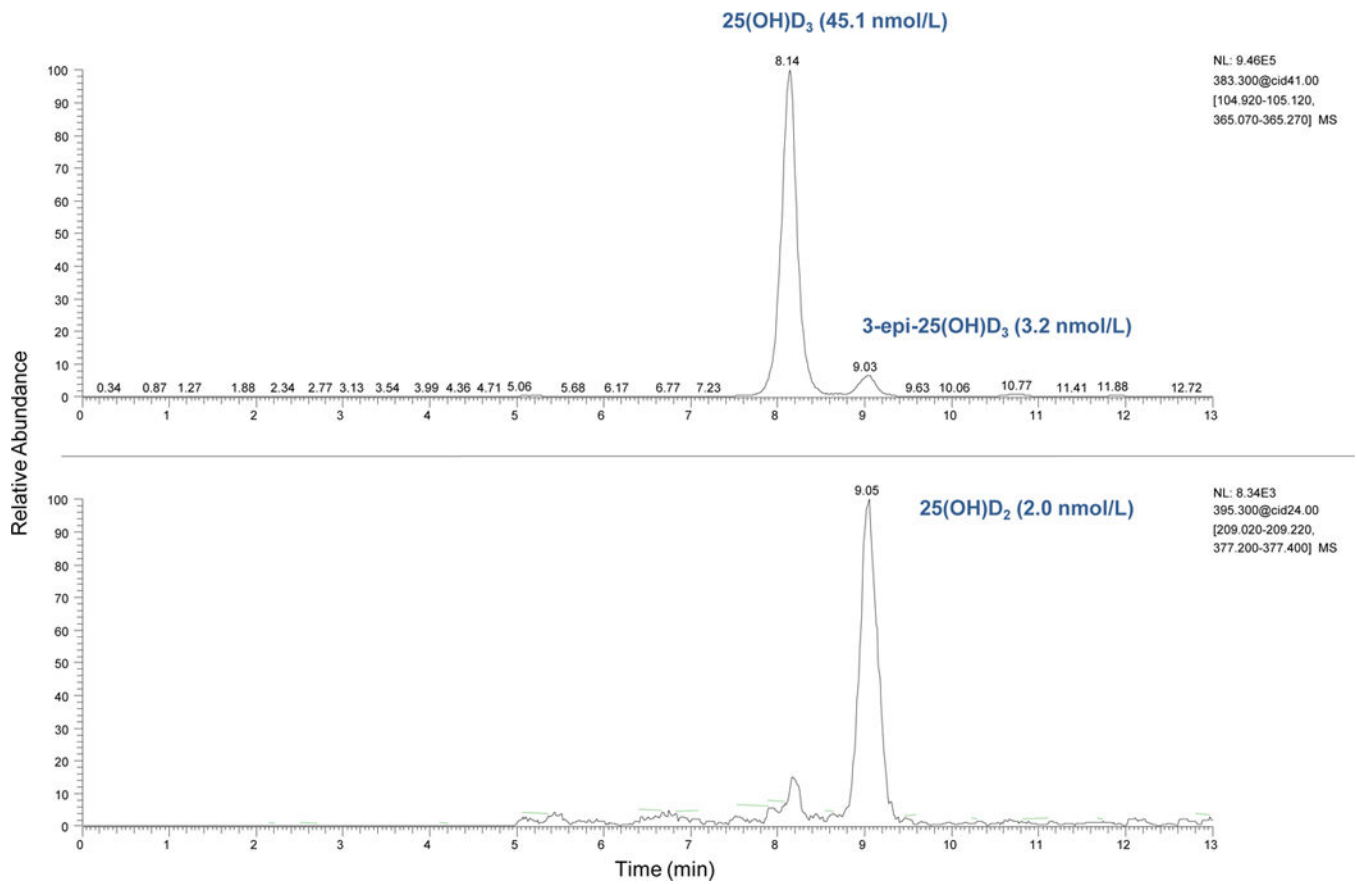 25(OH)D₃ (45.1 nmol/L)
8.14
NL: 9.46E5
383.300@cid41.00
[104.920-105.120,
365.070-365.270] MS
100
90
80
70
60
50
40
30
20
10
0
3-epi-25(OH)D₃ (3.2 nmol/L)
9.03
0.34 0.87 1.27 1.88 2.34 2.77 3.13 3.54 3.99 4.36 4.71 5.06 5.68 6.17 6.77 7.23 9.63 10.06 10.77 11.41 11.88 12.72
0 1 2 3 4 5 6 7 8 9 10 11 12 13
Relative Abundance
9.05
25(OH)D₂ (2.0 nmol/L)
NL: 8.34E3
395.300@cid24.00
[209.020-209.220,
377.200-377.400] MS
100
90
80
70
60
50
40
30
20
10
0
0 1 2 3 4 5 6 7 8 9 10 11 12 13
Time (min)